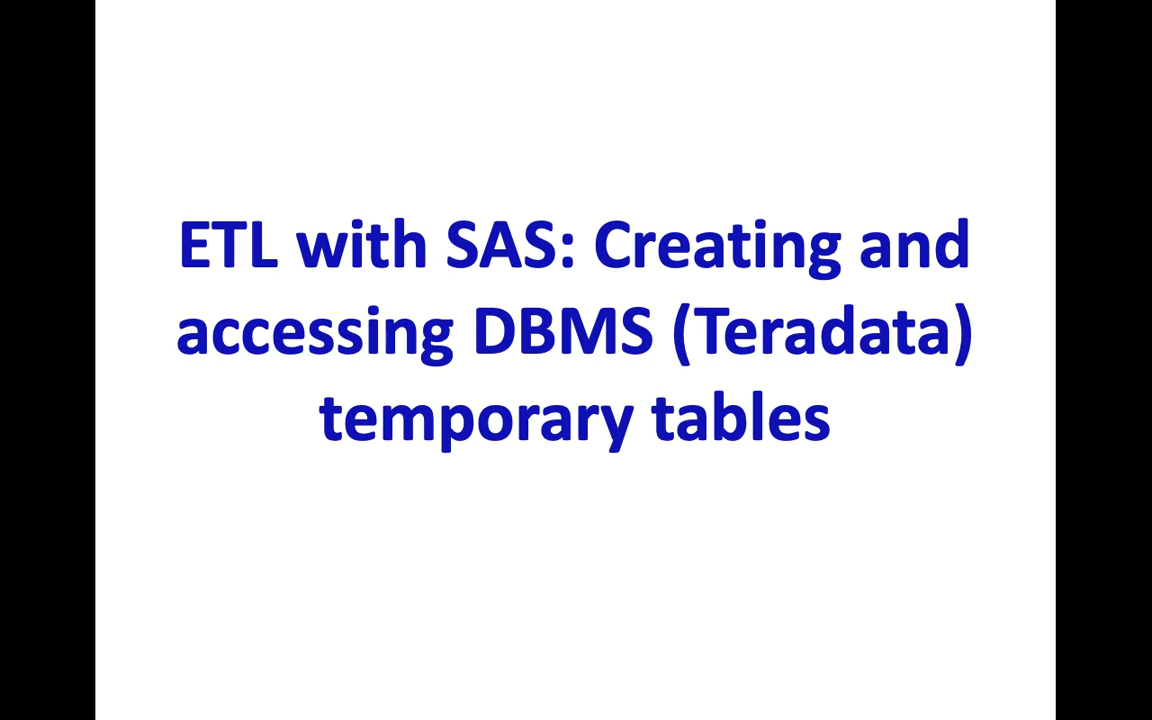 ETL with SAS: Creating and
accessing DBMS (Teradata)
temporary tables